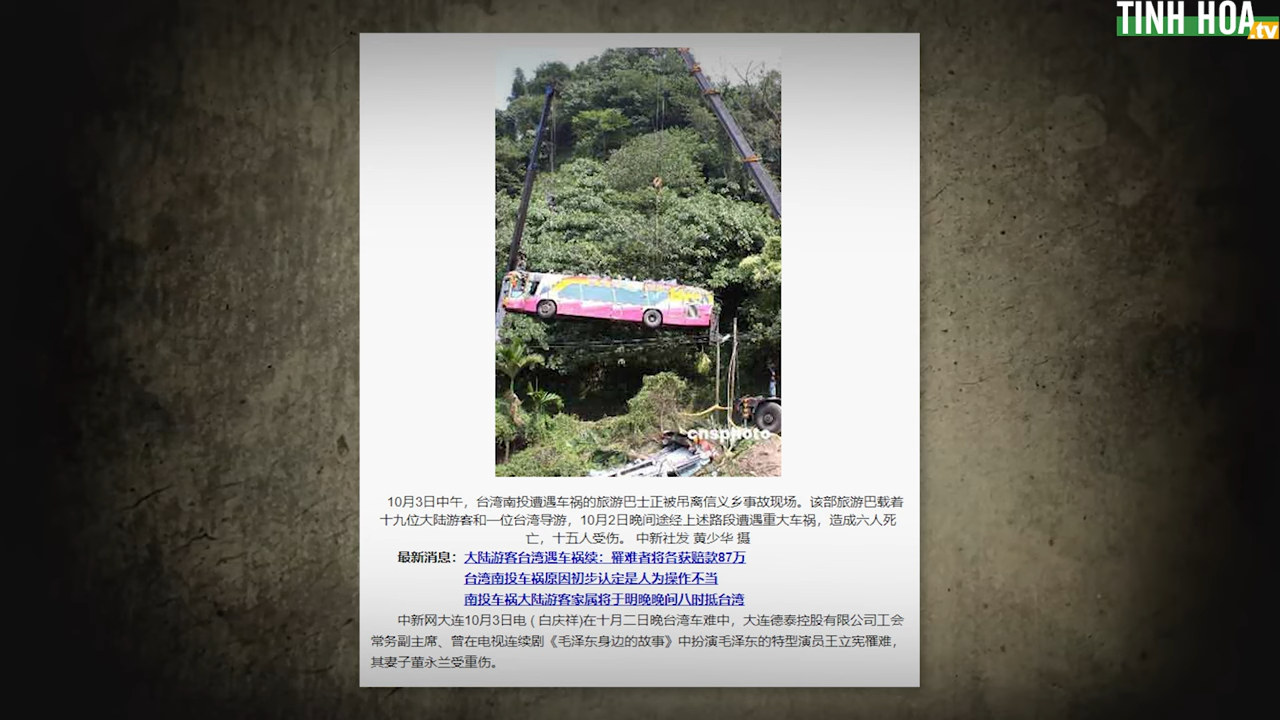 TINH HOA
.tv
cnsphoto
10月3日中午，台湾南投遭遇车祸的旅游巴士正被吊离信义乡事故现场。该部旅游巴载着
十九位大陆游客和一位台湾导游，10月2日晚间途经上述路段遭遇重大车祸，造成六人死
亡，十五人受伤。 中新社发 黄少华 摄
最新消息：大陆游客台湾遇车祸续：罹难者将各获赔款87万
台湾南投车祸原因初步认定是人为操作不当
南投车祸大陆游客家属将于明晚晚间八时抵台湾
中新网大连10月3日电 ( 白庆祥)在十月二日晚台湾车难中，大连德泰控股有限公司工会
常务副主席、曾在电视连续剧《毛泽东身边的故事》中扮演毛泽东的特型演员王立宪罹难，
其妻子董永兰受重伤。